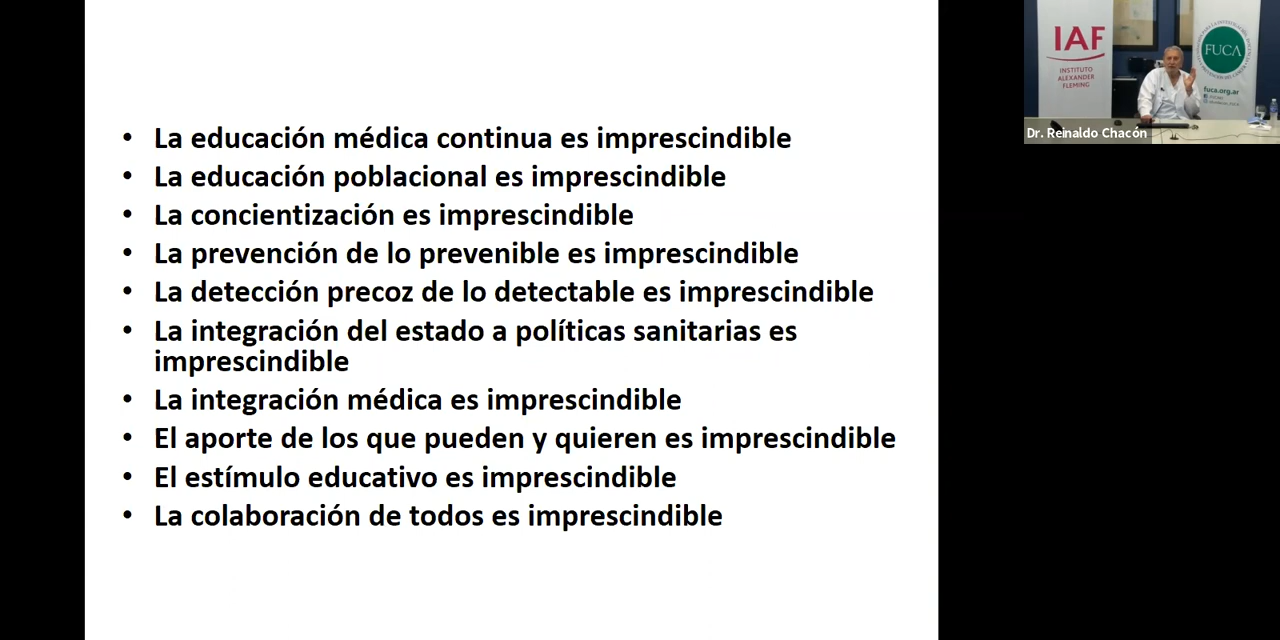 • La educación médica continua es imprescindible
• La educación poblacional es imprescindible
• La concientización es imprescindible
• La prevención de lo prevenible es imprescindible
• La detección precoz de lo detectable es imprescindible
• La integración del estado a políticas sanitarias es
imprescindible
• La integración médica es imprescindible
• El aporte de los que pueden y quieren es imprescindible
• El estímulo educativo es imprescindible
• La colaboración de todos es imprescindible
IAF
INSTITUTO
ALEXANDER
FLEMING
FUCA
fuca.org.ar
Dr. Reinaldo Chacón